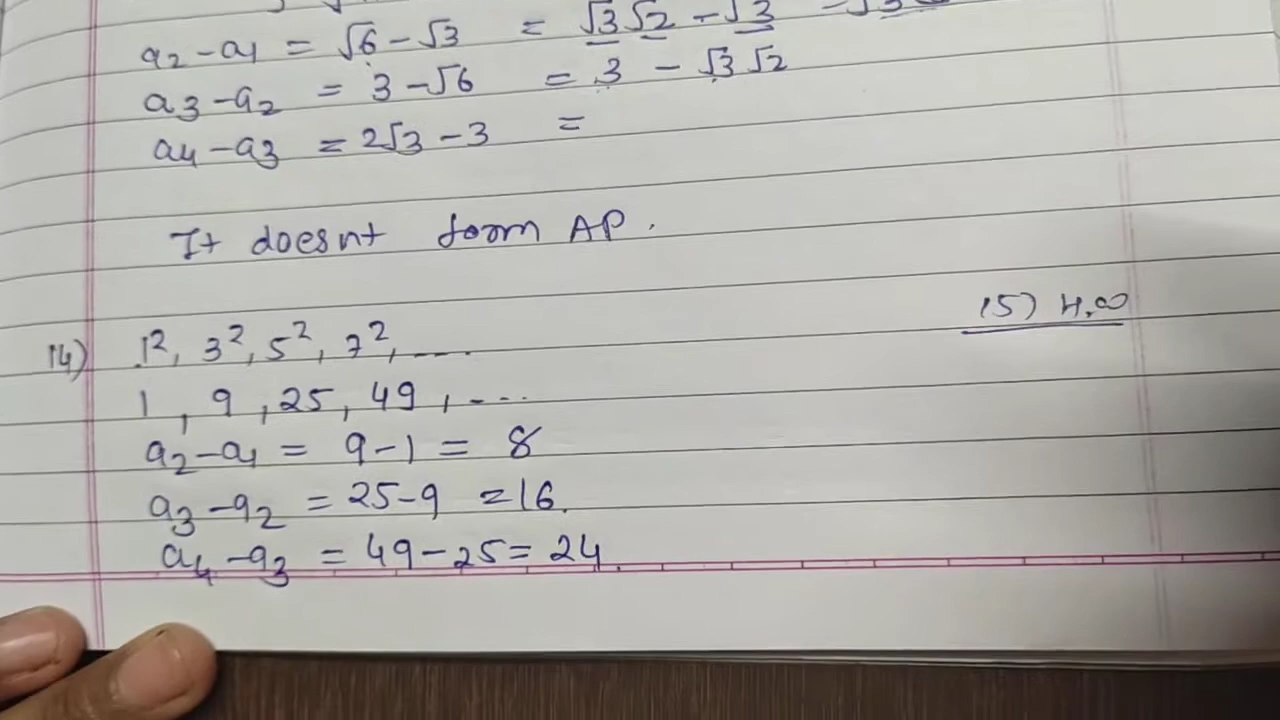 a2 - a1 = √6 - √3 = √3√2 - √3
a3 - a2 = 3 - √6 = 3 - √3√2
a4 - a3 = 2√3 - 3 =
It doesnt form AP.
15) H.W
14) 1², 3², 5², 7², ....
1, 9, 25, 49, ....
a2 - a1 = 9 - 1 = 8
a3 - a2 = 25 - 9 = 16.
a4 - a3 = 49 - 25 = 24.